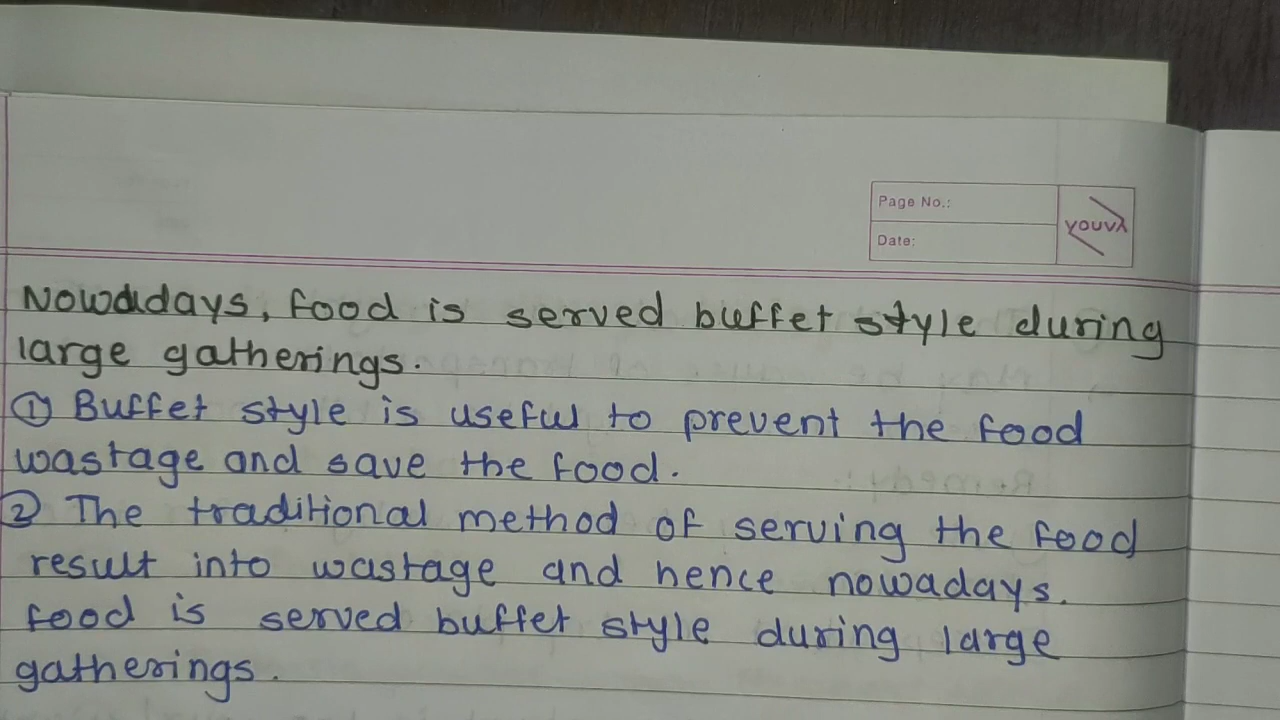 Page No.:
Date:
YOUVA
Nowadays, food is served buffet style during
large gatherings.
① Buffet style is useful to prevent the food
wastage and save the food.
② The traditional method of serving the food
result into wastage and hence nowadays.
food is served buffet style during large
gatherings.